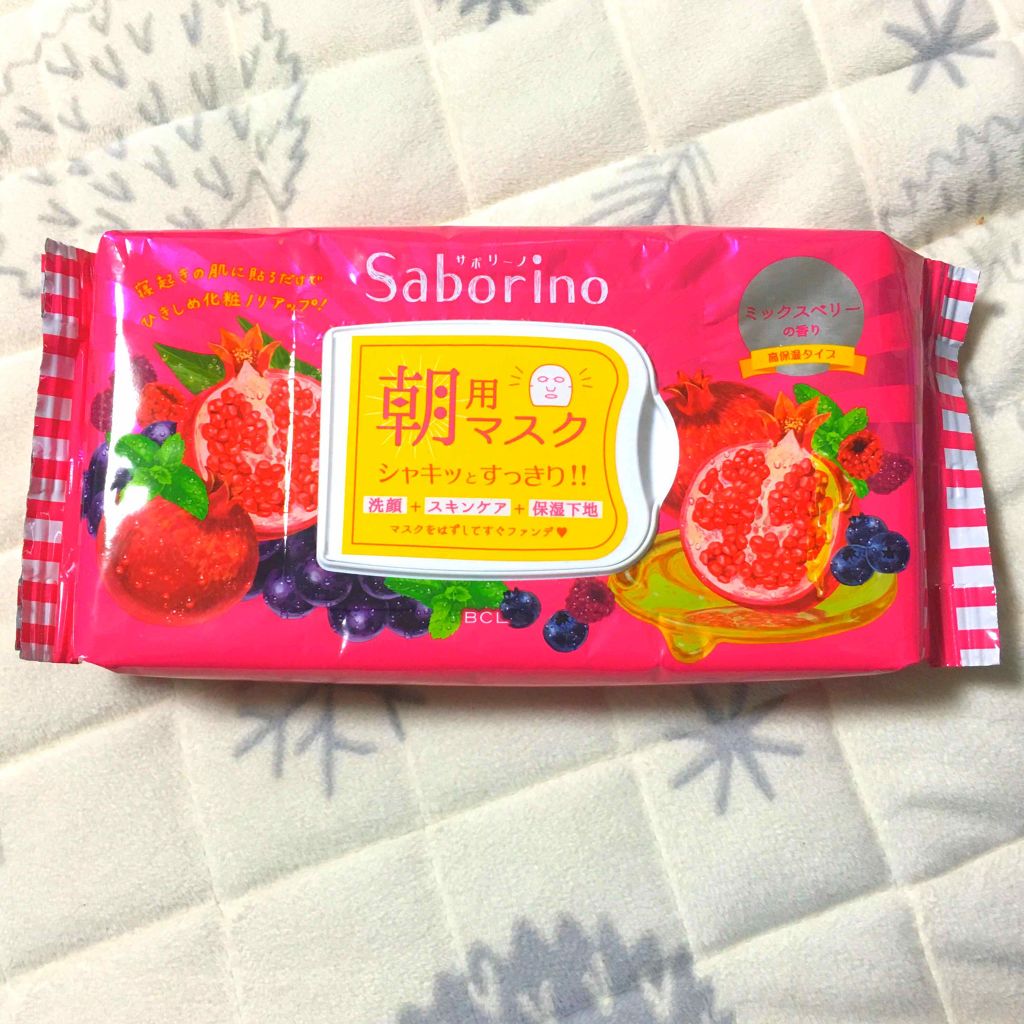 サボリーノ
Saborino
寝起きの肌に貼るだけで
ひきしめ化粧ノリアップ!
ミックスベリー
の香り
高保湿タイプ
朝用マスク
シャキッとすっきり!!
洗顔 + スキンケア + 保湿下地
マスクをはずしてすぐファンデ♥
BCL